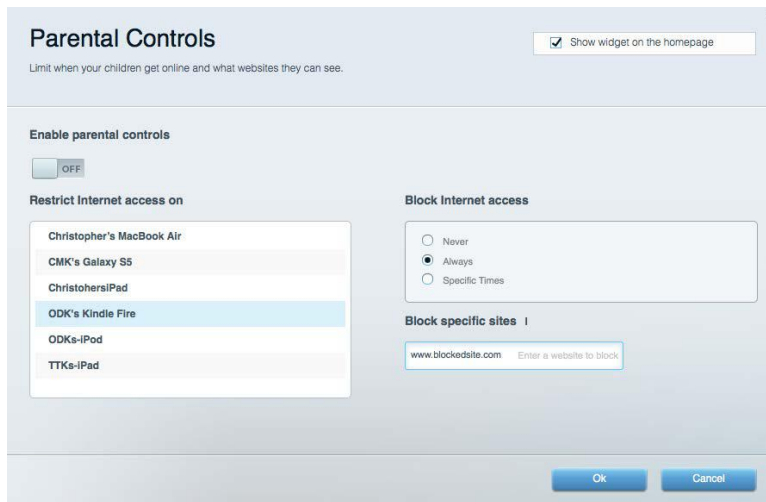 Parental Controls
Show widget on the homepage
Limit when your children get online and what websites they can see.
Enable parental controls
OFF
Restrict Internet access on
Christopher's MacBook Air
CMK's Galaxy S5
ChristohersiPad
ODK's Kindle Fire
ODKs-iPod
TTKs-iPad
Block Internet access
Never
Always
Specific Times
Block specific sites I
www.blockedsite.com Enter a website to block
Ok
Cancel